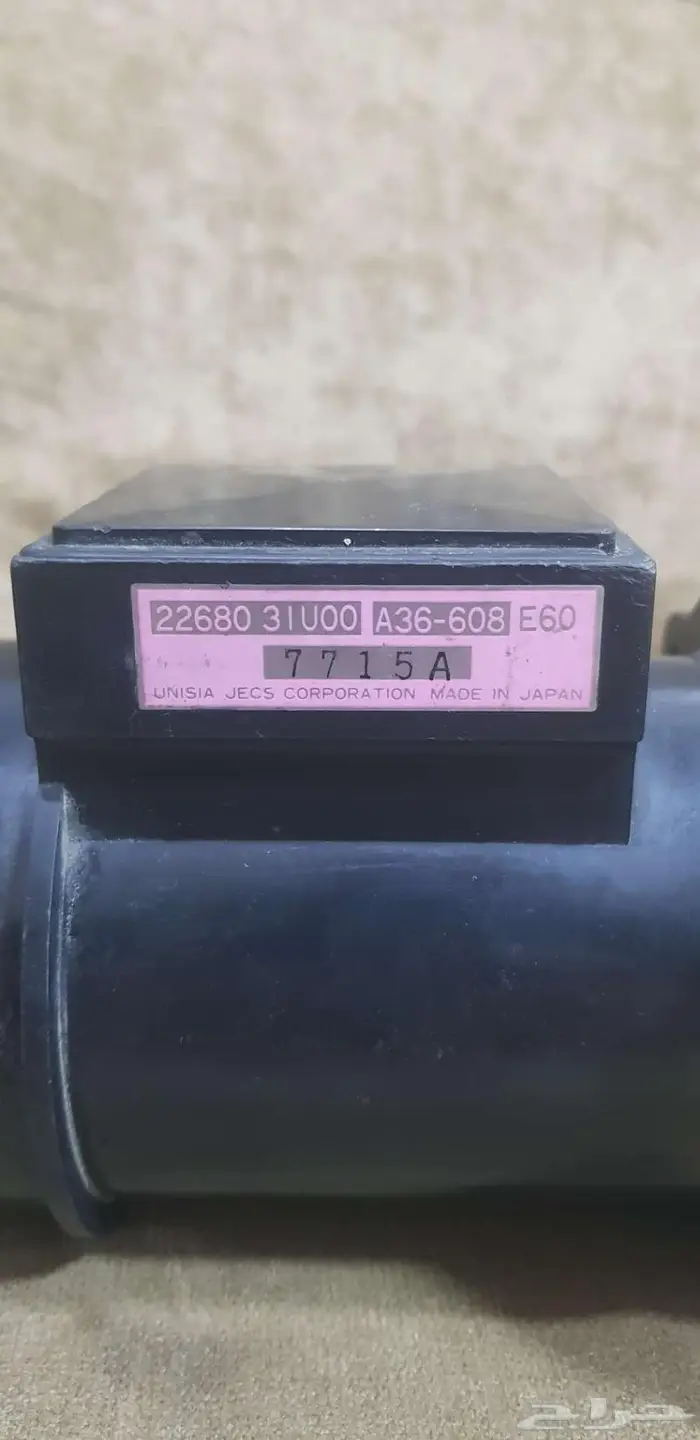 22680 31U00 A36-608 E60
7715A
UNISIA JECS CORPORATION MADE IN JAPAN
حراج